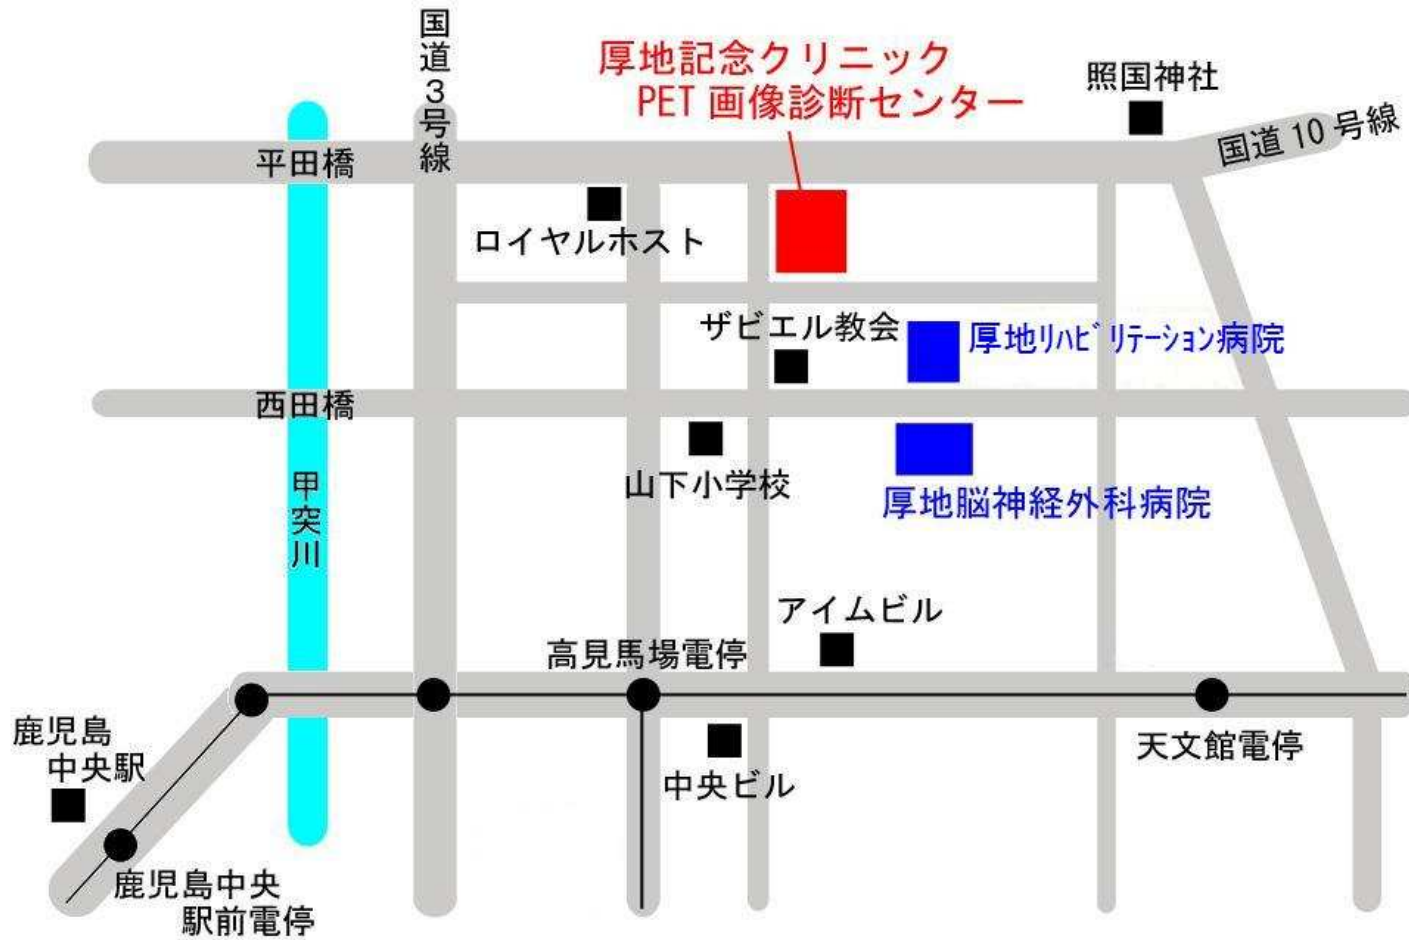 国道3号線
厚地記念クリニック
PET 画像診断センター
照国神社
国道 10 号線
平田橋
ロイヤルホスト
ザビエル教会
厚地ﾘﾊﾋﾞﾘﾃｰｼｮﾝ病院
西田橋
山下小学校
甲突川
厚地脳神経外科病院
アイムビル
高見馬場電停
鹿児島
中央駅
天文館電停
中央ビル
鹿児島中央
駅前電停